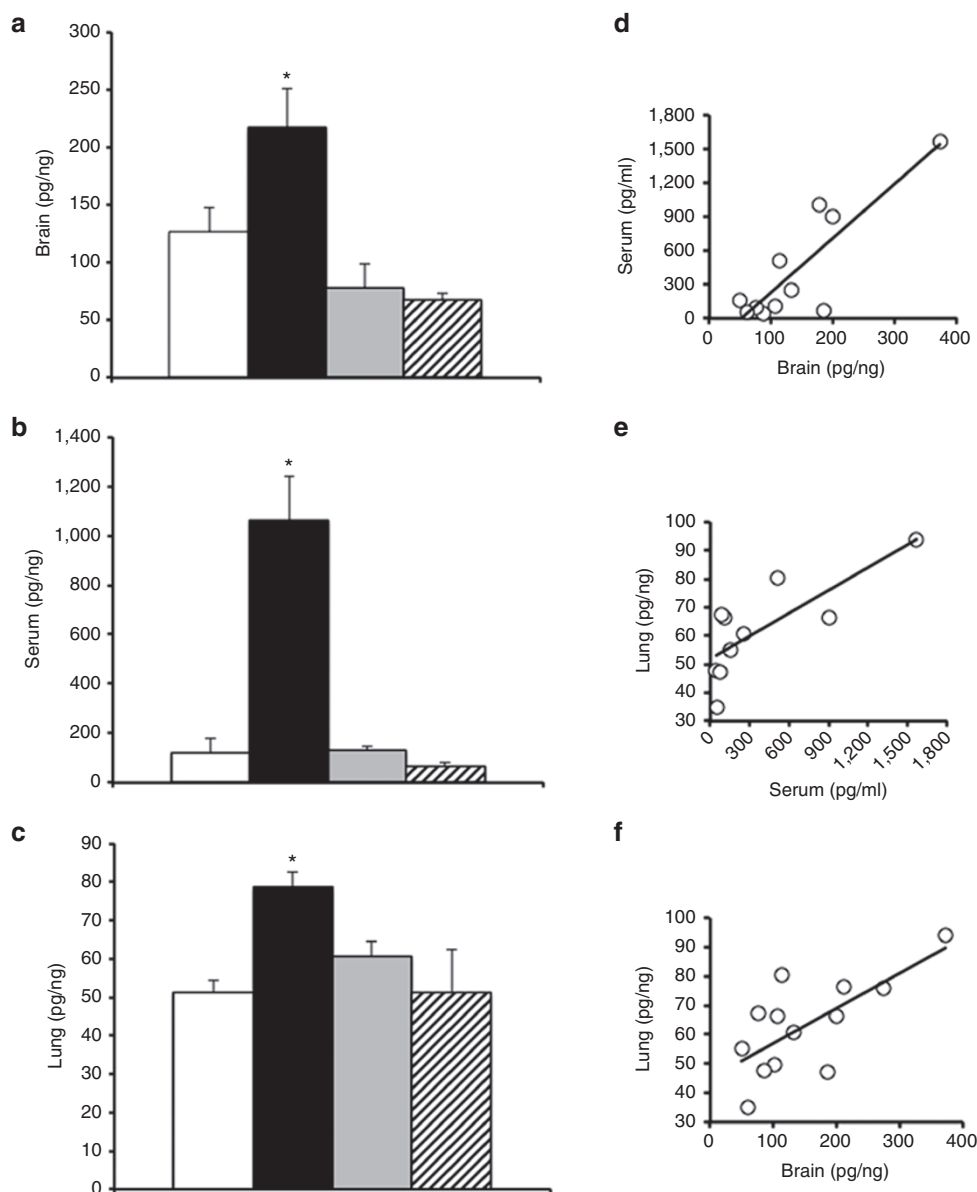 a
300
250
200
150
100
50
0
Brain (pg/ng)
*
b
1,400
1,200
1,000
800
600
400
200
0
Serum (pg/ng)
*
c
90
80
70
60
50
40
30
20
10
0
Lung (pg/ng)
*
d
1,800
1,500
1,200
900
600
300
0
Serum (pg/ml)
0 100 200 300 400
Brain (pg/ng)
e
100
90
80
70
60
50
40
30
Lung (pg/ng)
0 300 600 900 1,200 1,500 1,800
Serum (pg/ml)
f
100
90
80
70
60
50
40
30
Lung (pg/ng)
0 100 200 300 400
Brain (pg/ng)